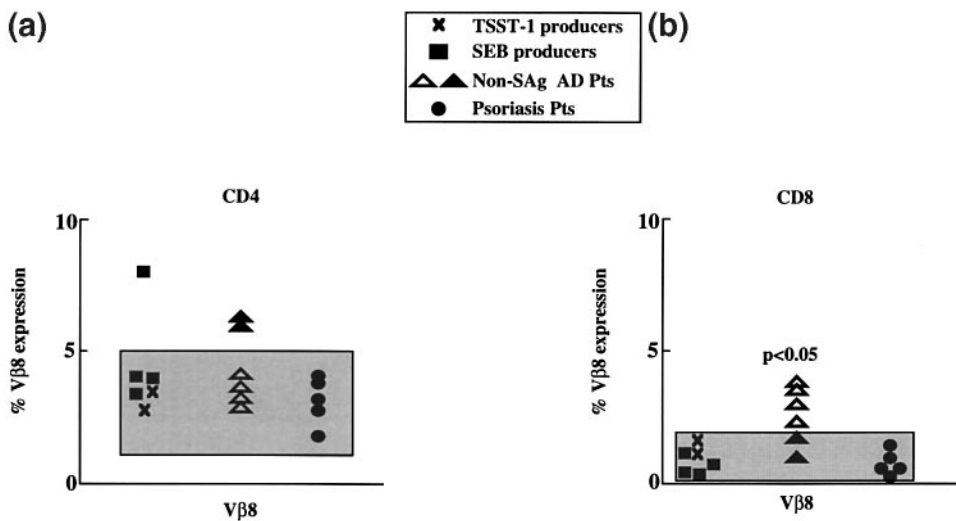 (a)
TSST-1 producers
SEB producers
Non-SAg AD Pts
Psoriasis Pts
(b)
CD4
10
5
0
% Vβ8 expression
Vβ8
CD8
10
5
0
% Vβ8 expression
p<0.05
Vβ8